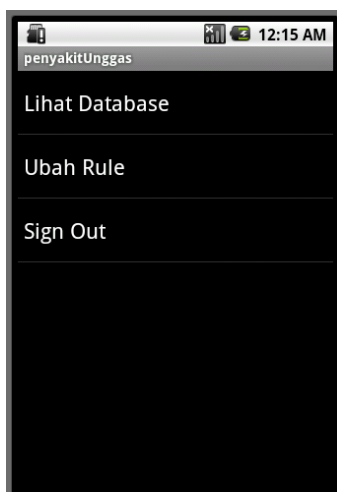 12:15 AM
penyakitUnggas
Lihat Database
Ubah Rule
Sign Out